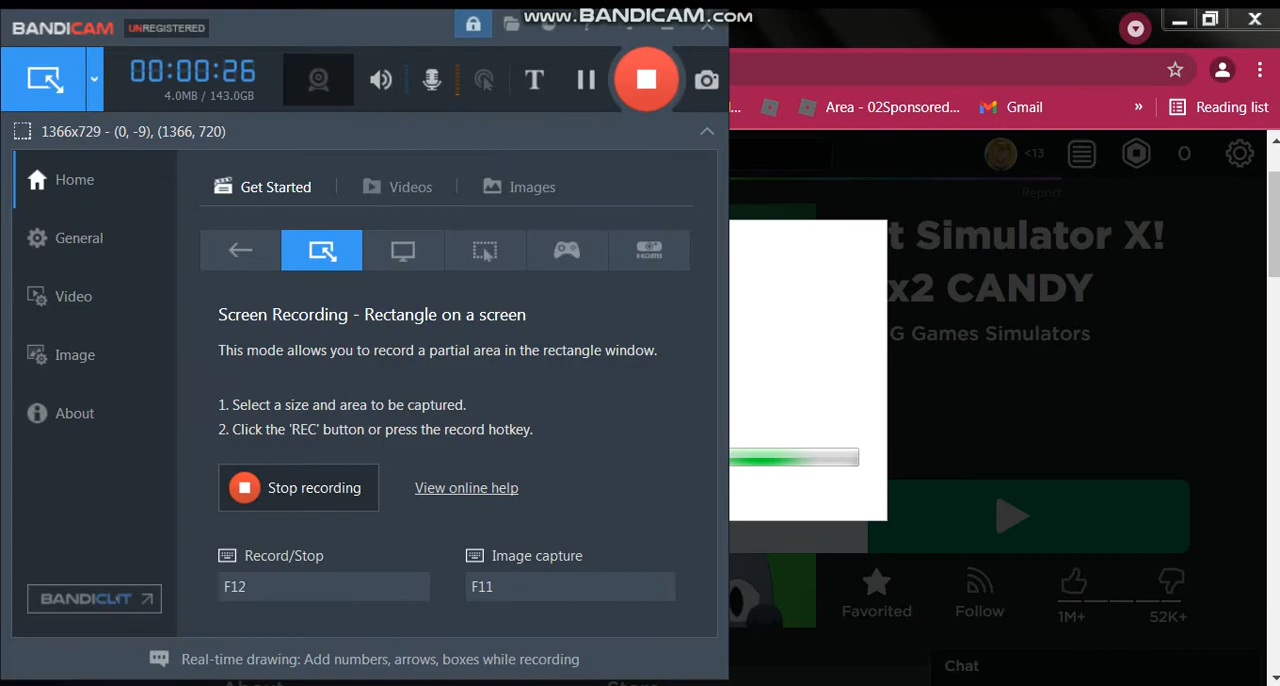 www.BANDICAM.com
BANDICAM UNREGISTERED
00:00:26
4.0MB / 143.0GB
T
1366x729 - (0, -9), (1366, 720)
Area - 02Sponsored...
Gmail
»
Reading list
Home
General
Video
Image
About
BANDICUT
Get Started
Videos
Images
HDMI
Screen Recording - Rectangle on a screen
This mode allows you to record a partial area in the rectangle window.
1. Select a size and area to be captured.
2. Click the 'REC' button or press the record hotkey.
Stop recording
View online help
Record/Stop
Image capture
F12
F11
Real-time drawing: Add numbers, arrows, boxes while recording
<13
0
Report
t Simulator X!
x2 CANDY
G Games Simulators
Favorited
Follow
1M+
52K+
Chat